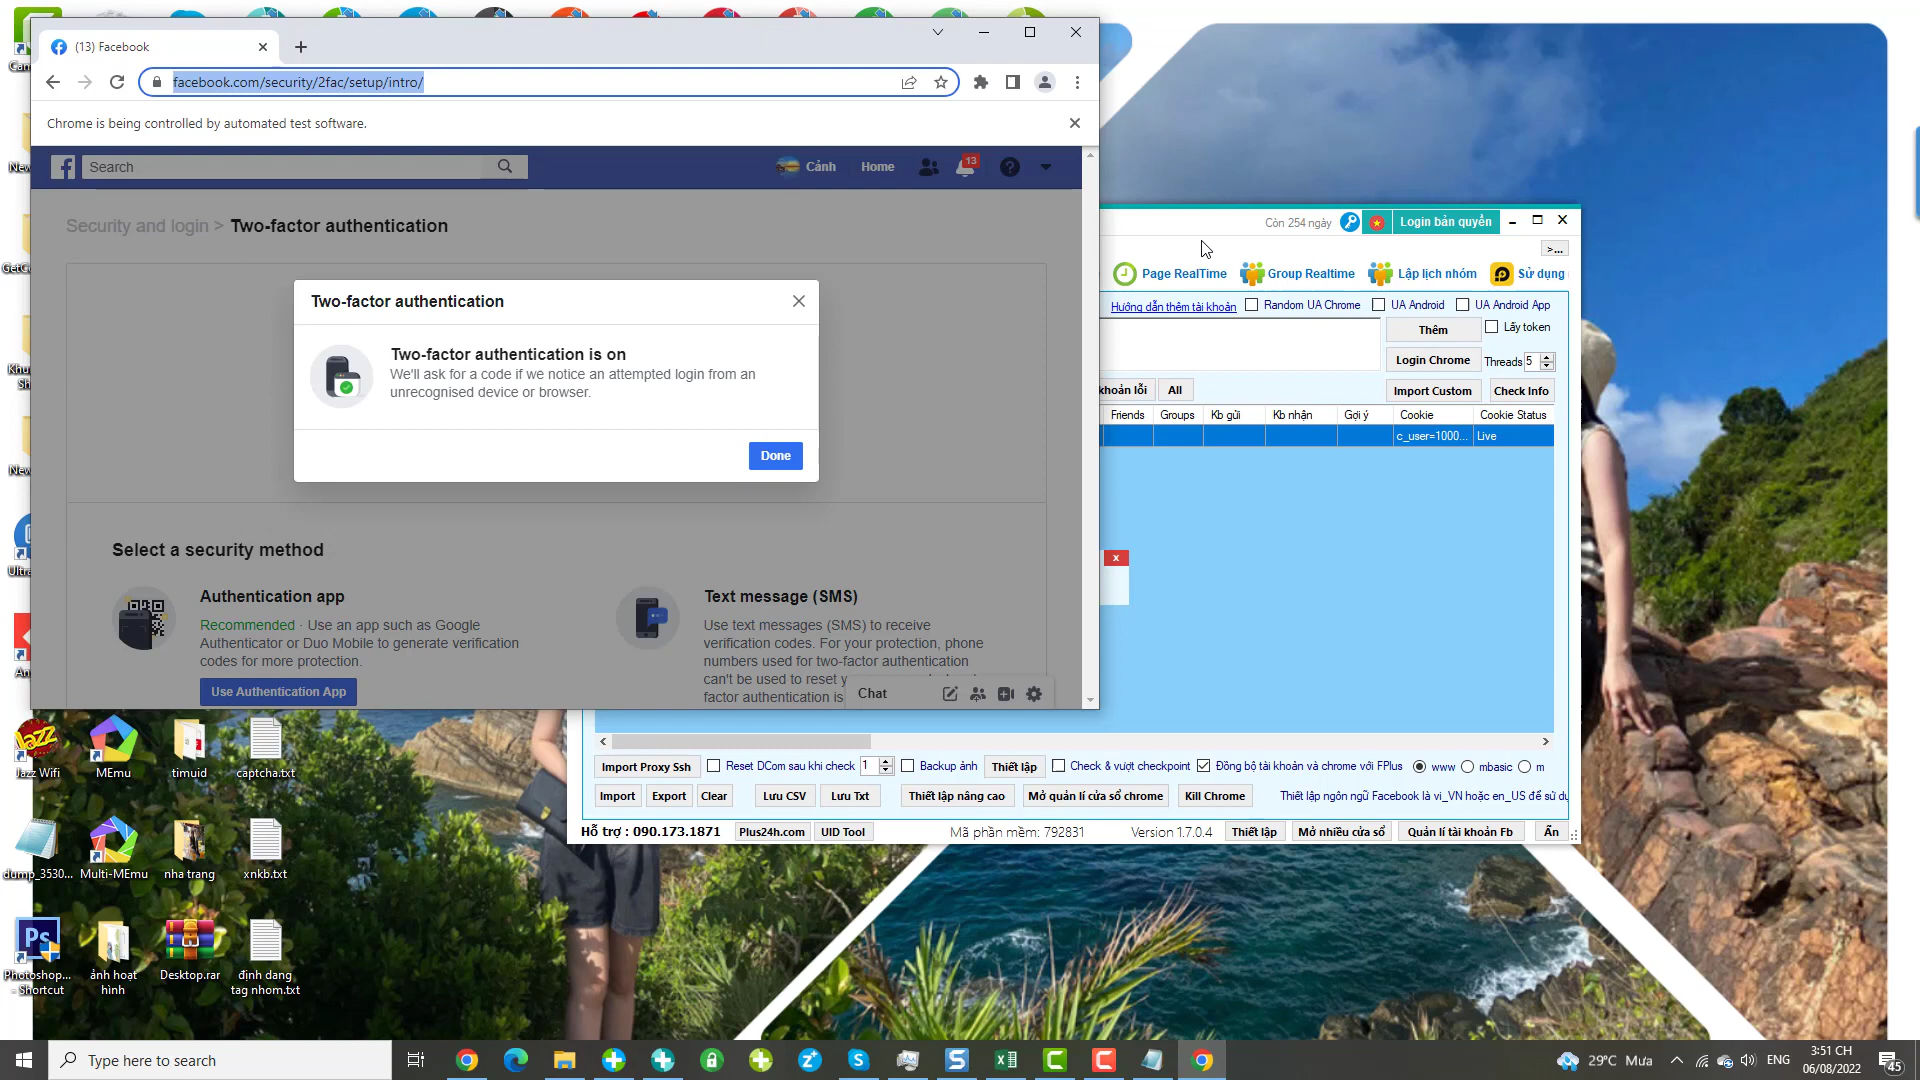 (13) Facebook
facebook.com/security/2fac/setup/intro/
Chrome is being controlled by automated test software.
Search
Cảnh
Home
13
Security and login > Two-factor authentication
Two-factor authentication
Two-factor authentication is on
We'll ask for a code if we notice an attempted login from an
unrecognised device or browser.
Done
Select a security method
Authentication app
Recommended · Use an app such as Google
Authenticator or Duo Mobile to generate verification
codes for more protection.
Use Authentication App
Text message (SMS)
Use text messages (SMS) to receive
verification codes. For your protection, phone
numbers used for two-factor authentication
can't be used to reset
factor authentication is
Chat
Còn 254 ngày
Login bản quyền
>...
Page RealTime
Group Realtime
Lập lịch nhóm
Sử dụng
Hướng dẫn thêm tài khoản
Random UA Chrome
UA Android
UA Android App
Thêm
Lấy token
Login Chrome
Threads 5
khoản lỗi
All
Import Custom
Check Info
Friends
Groups
Kb gửi
Kb nhận
Gợi ý
Cookie
Cookie Status
c_user=1000...
Live
x
Import Proxy Ssh
Reset DCom sau khi check
1
Backup ảnh
Thiết lập
Check & vượt checkpoint
Đồng bộ tài khoản và chrome với FPlus
www
mbasic
m
Import
Export
Clear
Lưu CSV
Lưu Txt
Thiết lập nâng cao
Mở quản lí cửa sổ chrome
Kill Chrome
Thiết lập ngôn ngữ Facebook là vi_VN hoặc en_US để sử
Hỗ trợ : 090.173.1871
Plus24h.com
UID Tool
Mã phần mềm: 792831
Version 1.7.0.4
Thiết lập
Mở nhiều cửa sổ
Quản lí tài khoản Fb
Ẩn
Jazz Wifi
MEmu
timuid
captcha.txt
dump_3530...
Multi-MEmu
nha trang
xnkb.txt
Photoshop...
- Shortcut
ảnh hoạt
hình
Desktop.rar
đinh dang
tag nhom.txt
Type here to search
29°C Mưa
ENG
3:51 CH
06/08/2022
45